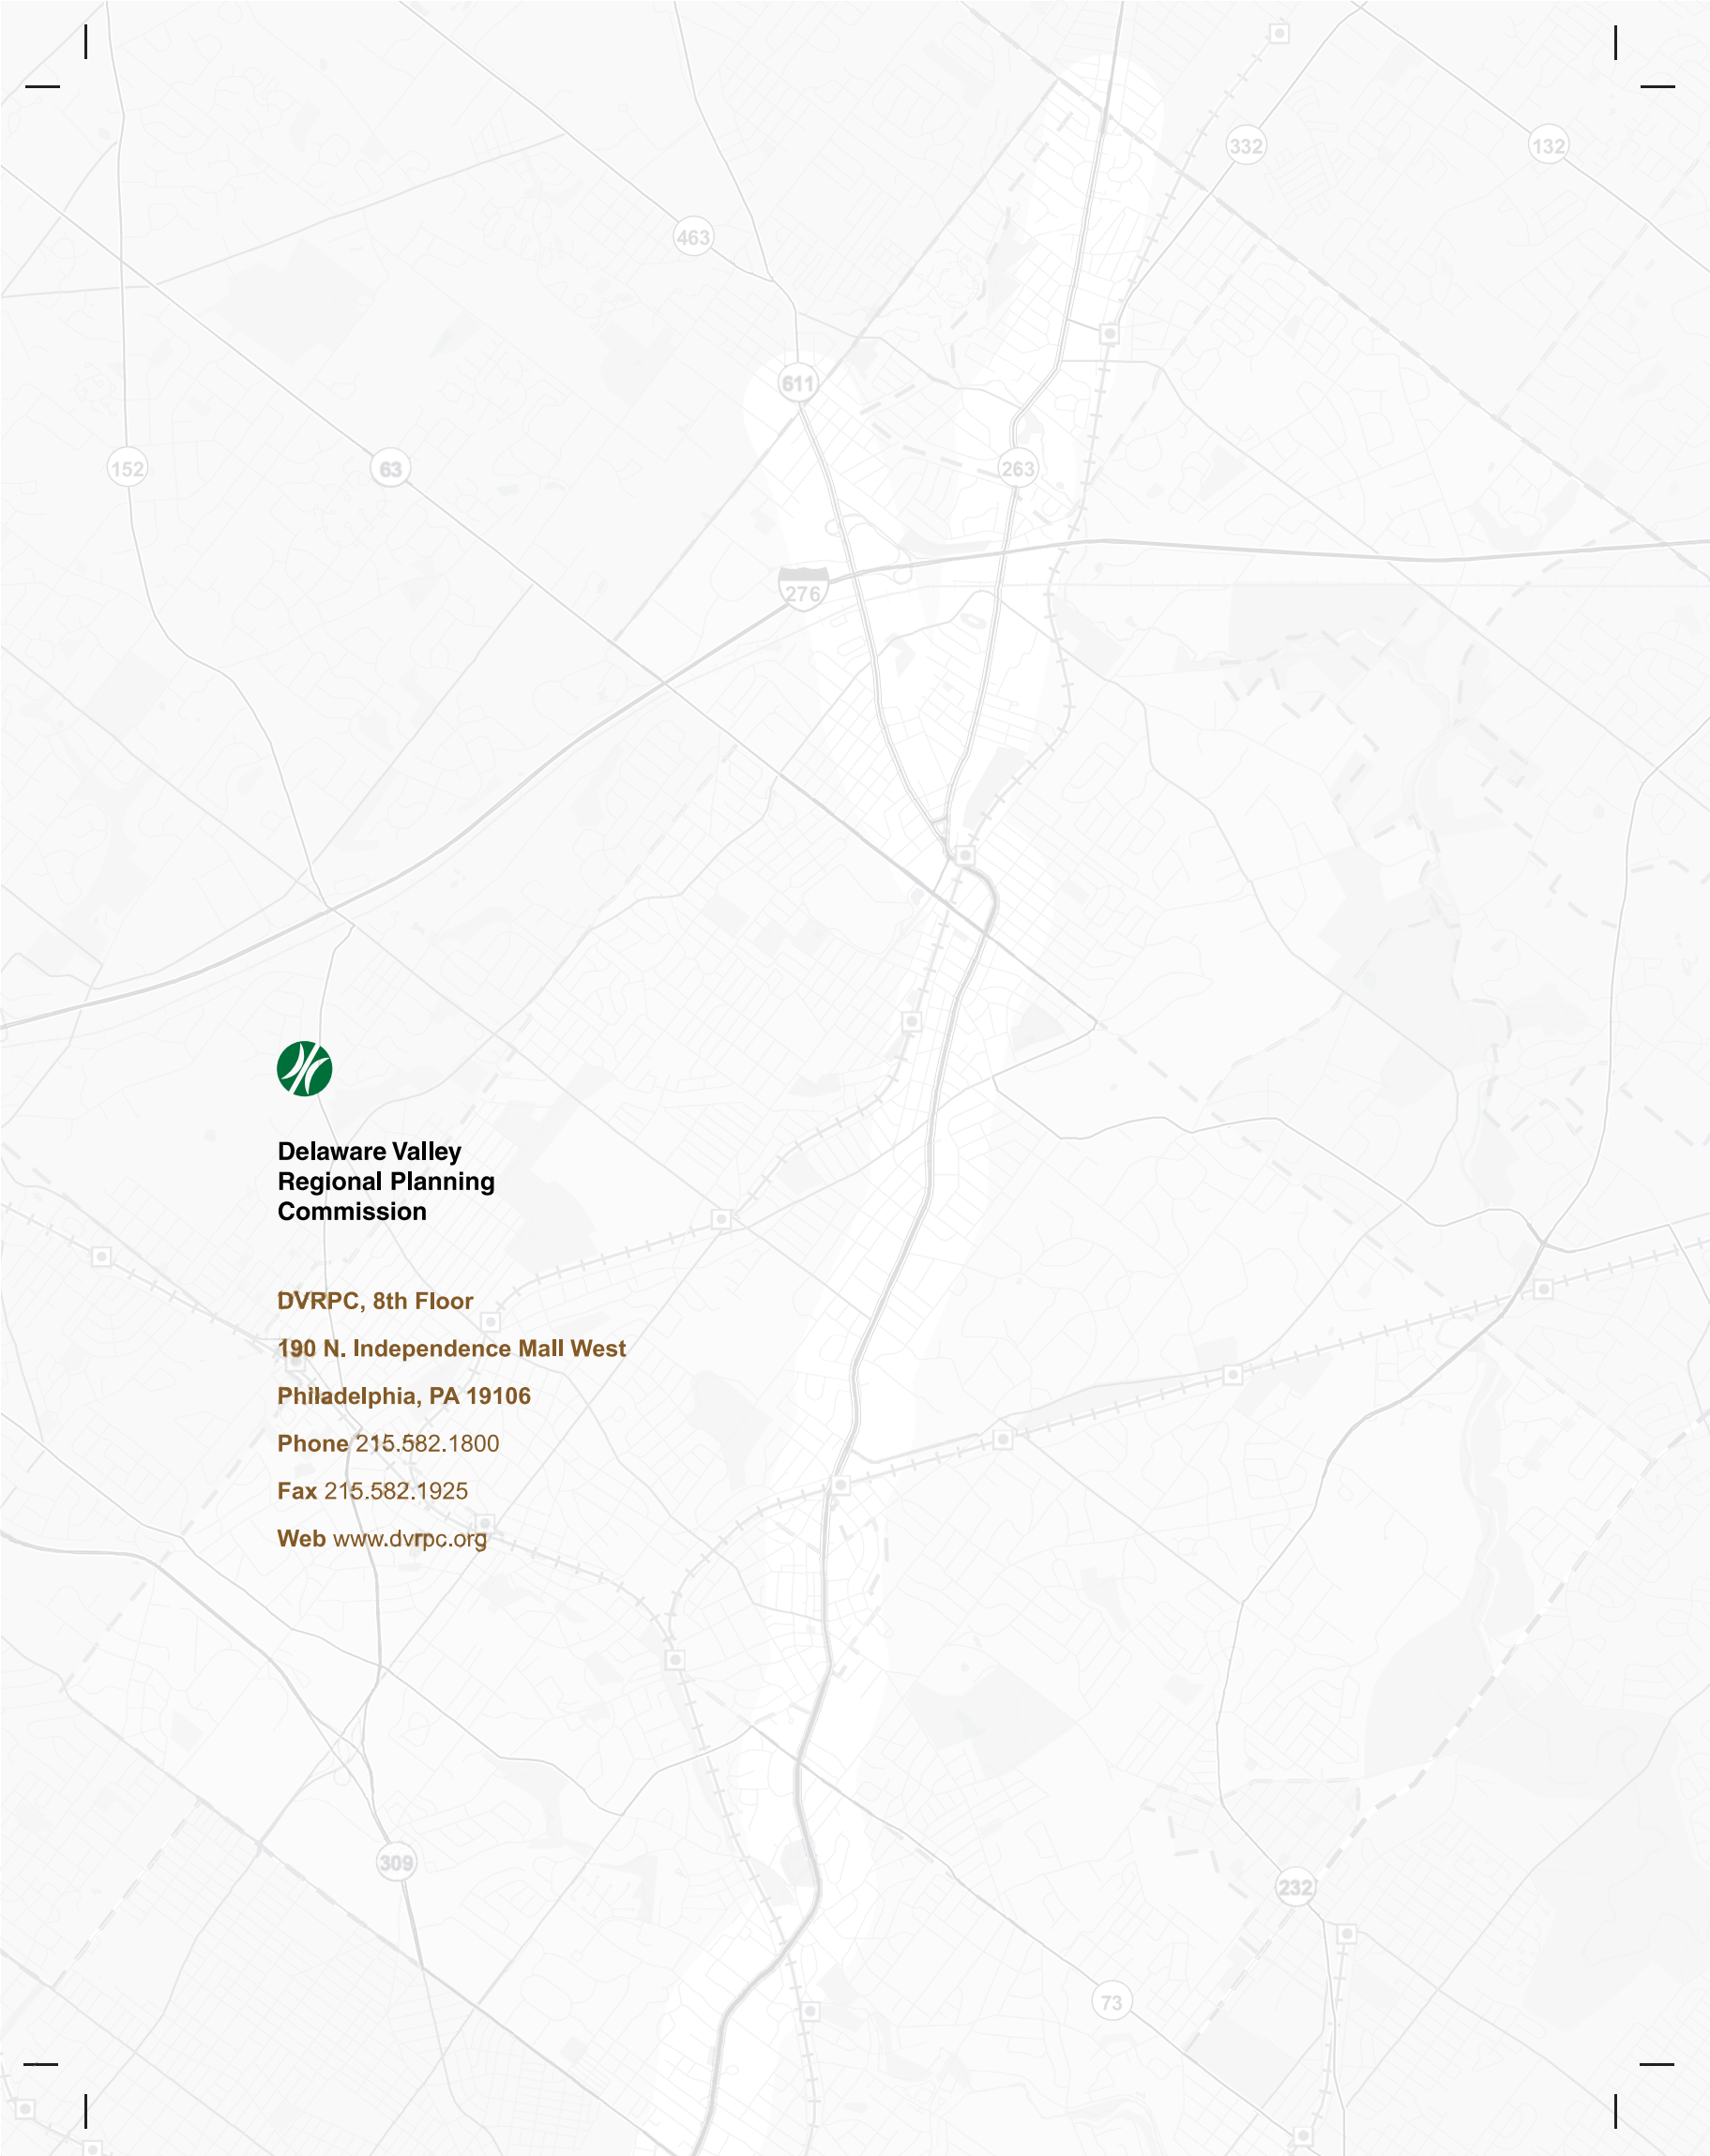 332
132
463
611
152
63
263
276
Delaware Valley
Regional Planning
Commission
DVRPC, 8th Floor
190 N. Independence Mall West
Philadelphia, PA 19106
Phone 215.582.1800
Fax 215.582.1925
Web www.dvrpc.org
309
232
73